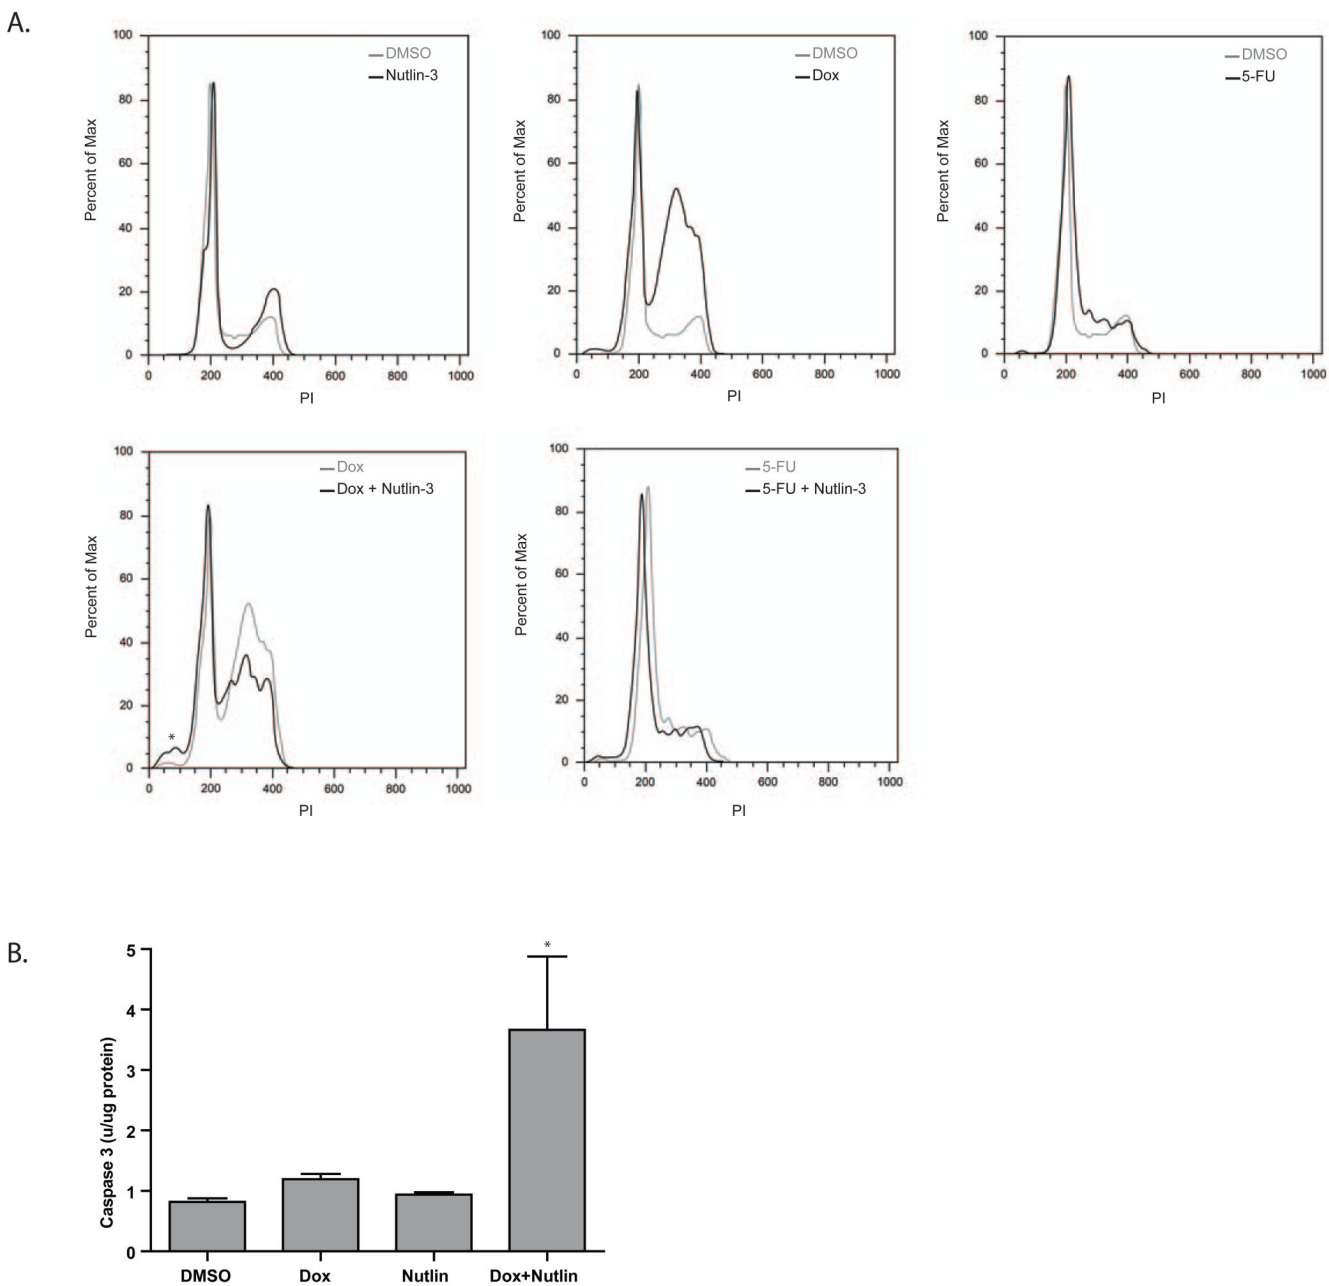 A.
100
80
60
40
20
0
Percent of Max
DMSO
Nutlin-3
0 200 400 600 800 1000
PI
100
80
60
40
20
0
Percent of Max
DMSO
Dox
0 200 400 600 800 1000
PI
100
80
60
40
20
0
Percent of Max
DMSO
5-FU
0 200 400 600 800 1000
PI
100
80
60
40
20
0
Percent of Max
Dox
Dox + Nutlin-3
*
0 200 400 600 800 1000
PI
100
80
60
40
20
0
Percent of Max
5-FU
5-FU + Nutlin-3
0 200 400 600 800 1000
PI
B.
5
4
3
2
1
0
Caspase 3 (u/ug protein)
*
DMSO Dox Nutlin Dox+Nutlin